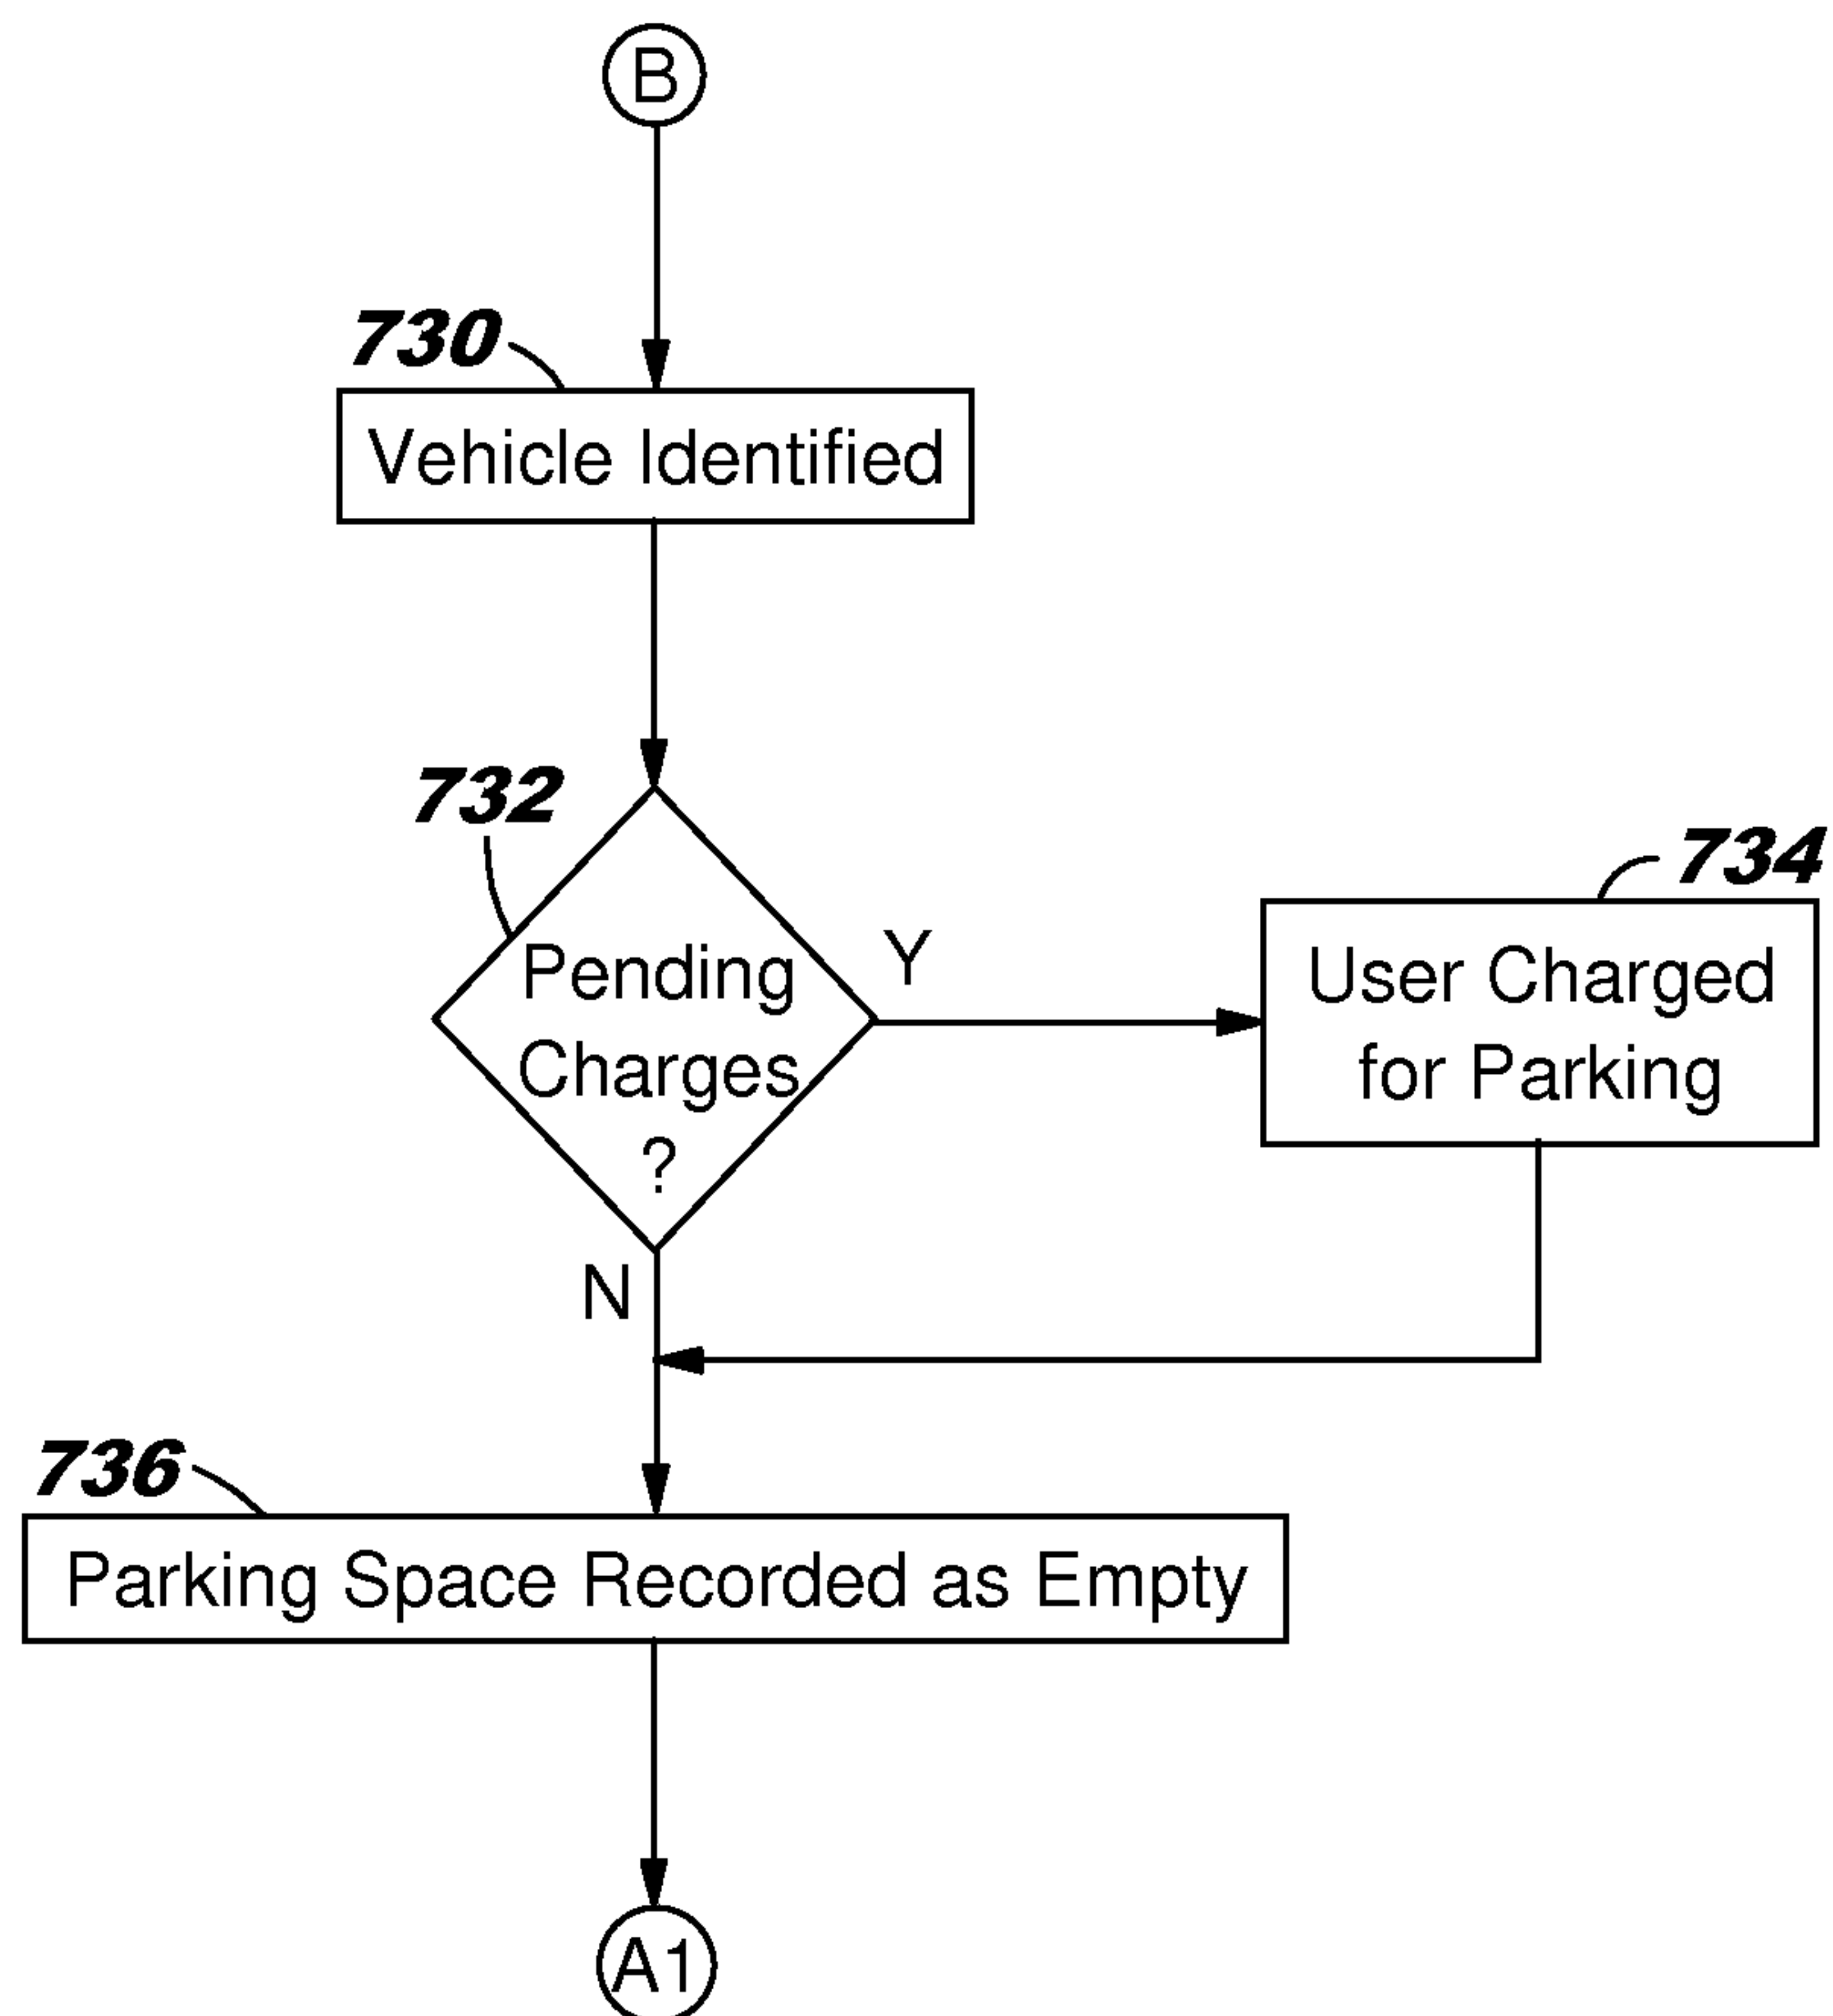 B
730
Vehicle Identified
732
Pending
Charges
?
Y
734
User Charged
for Parking
N
736
Parking Space Recorded as Empty
A1